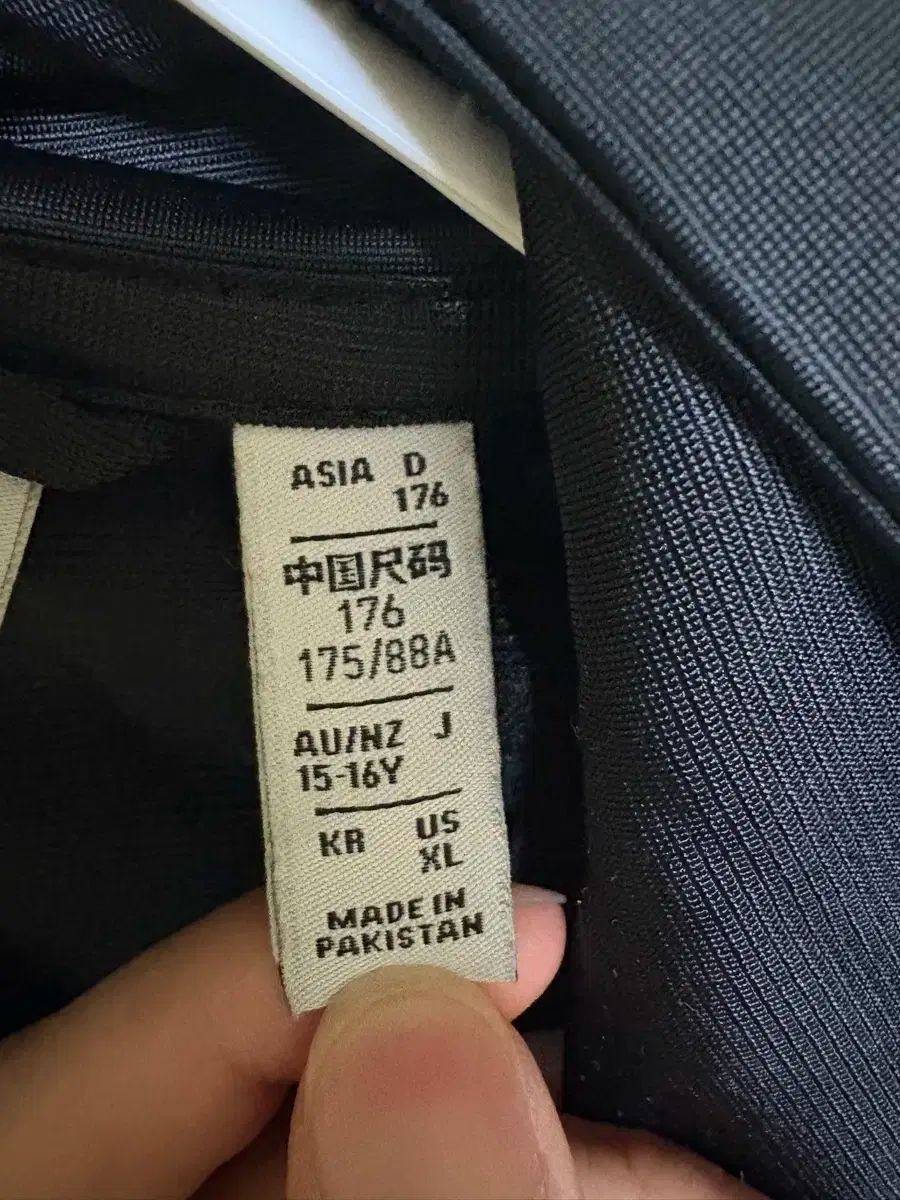 ASIA D
176
中国尺码
176
175/88A
AU/NZ J
15-16Y
KR US
XL
MADE IN
PAKISTAN